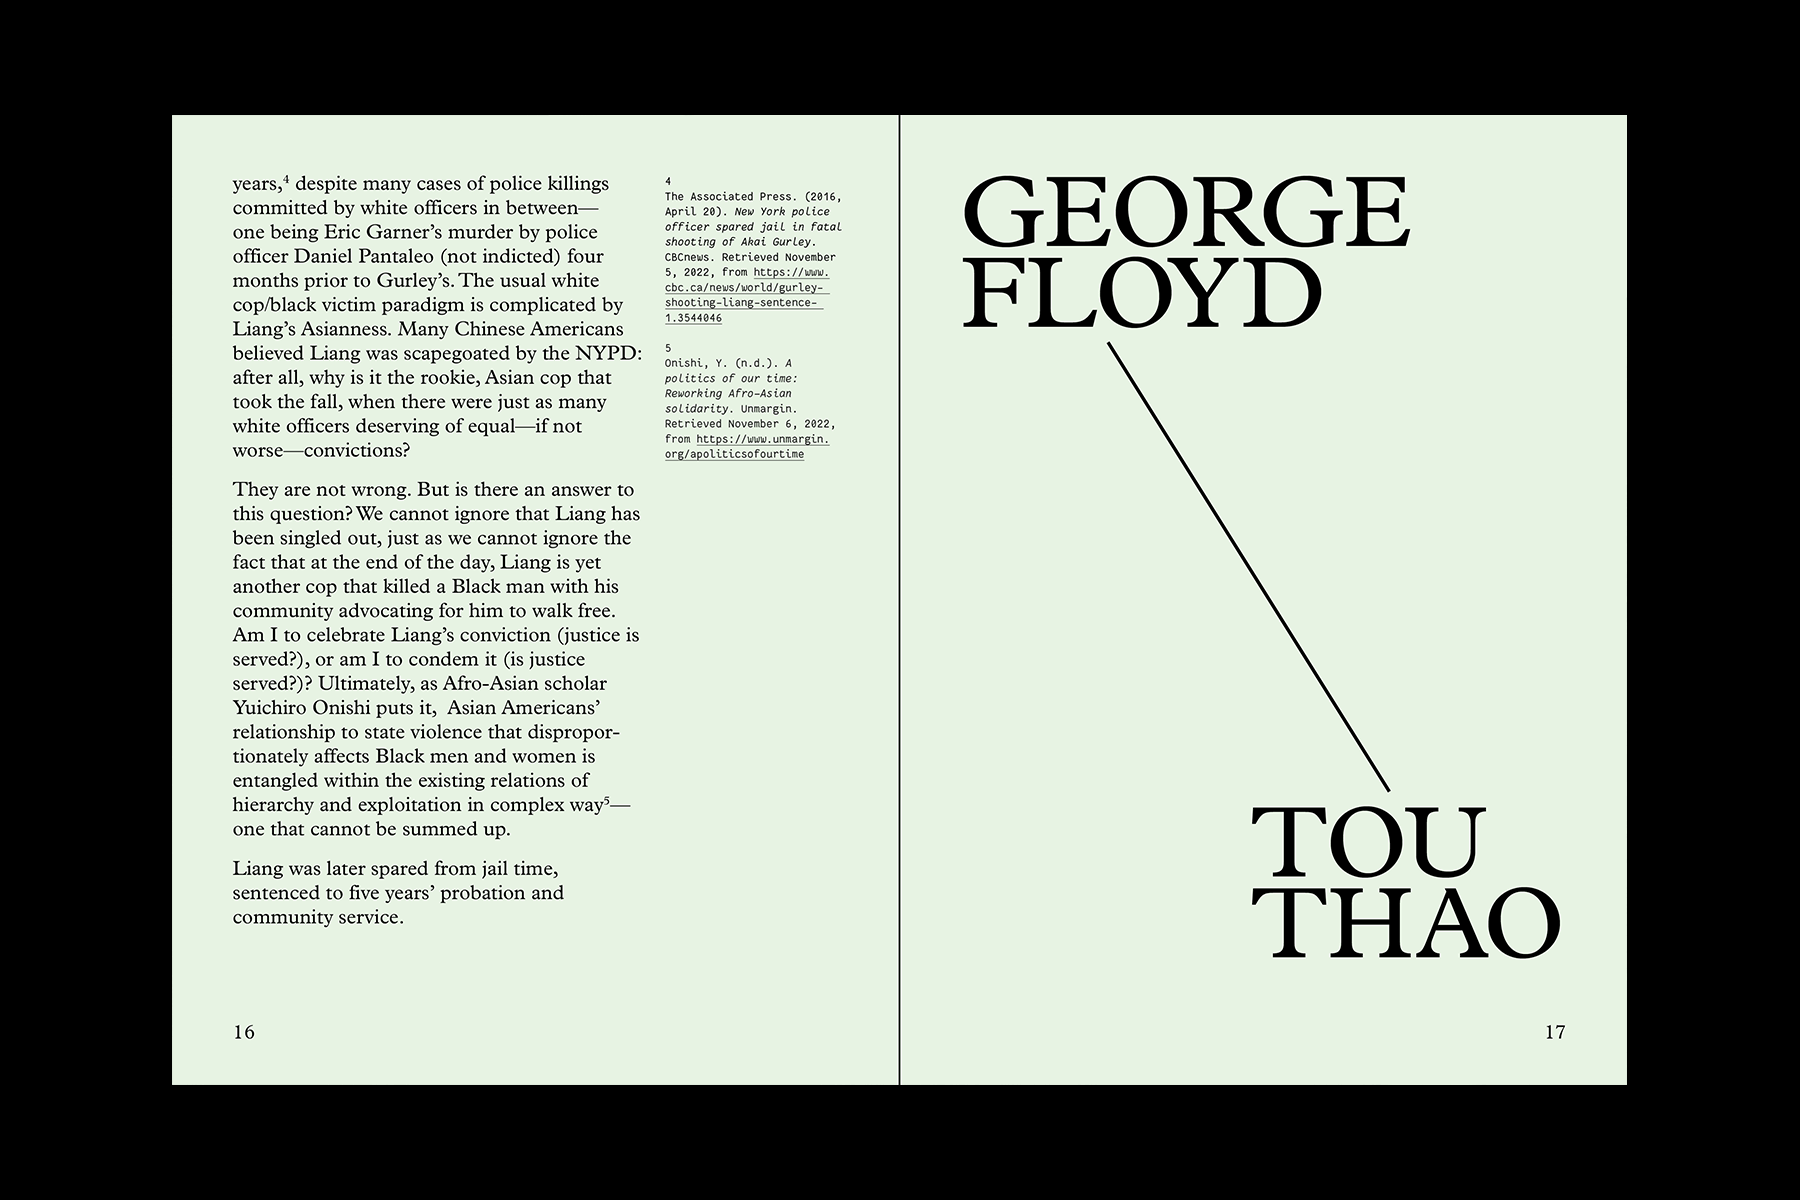 years,⁴ despite many cases of police killings
committed by white officers in between—
one being Eric Garner’s murder by police
officer Daniel Pantaleo (not indicted) four
months prior to Gurley’s. The usual white
cop/black victim paradigm is complicated by
Liang’s Asianness. Many Chinese Americans
believed Liang was scapegoated by the NYPD:
after all, why is it the rookie, Asian cop that
took the fall, when there were just as many
white officers deserving of equal—if not
worse—convictions?
They are not wrong. But is there an answer to
this question? We cannot ignore that Liang has
been singled out, just as we cannot ignore the
fact that at the end of the day, Liang is yet
another cop that killed a Black man with his
community advocating for him to walk free.
Am I to celebrate Liang’s conviction (justice is
served?), or am I to condem it (is justice
served?)? Ultimately, as Afro-Asian scholar
Yuichiro Onishi puts it,  Asian Americans’
relationship to state violence that dispropor-
tionately affects Black men and women is
entangled within the existing relations of
hierarchy and exploitation in complex way⁵—
one that cannot be summed up.
Liang was later spared from jail time,
sentenced to five years’ probation and
community service.
4
The Associated Press. (2016,
April 20). New York police
officer spared jail in fatal
shooting of Akai Gurley.
CBCnews. Retrieved November
5, 2022, from https://www.
cbc.ca/news/world/gurley-
shooting-liang-sentence-
1.3544046
5
Onishi, Y. (n.d.). A
politics of our time:
Reworking Afro-Asian
solidarity. Unmargin.
Retrieved November 6, 2022,
from https://www.unmargin.
org/apoliticsofourtime
16
GEORGE
FLOYD
TOU
THAO
17